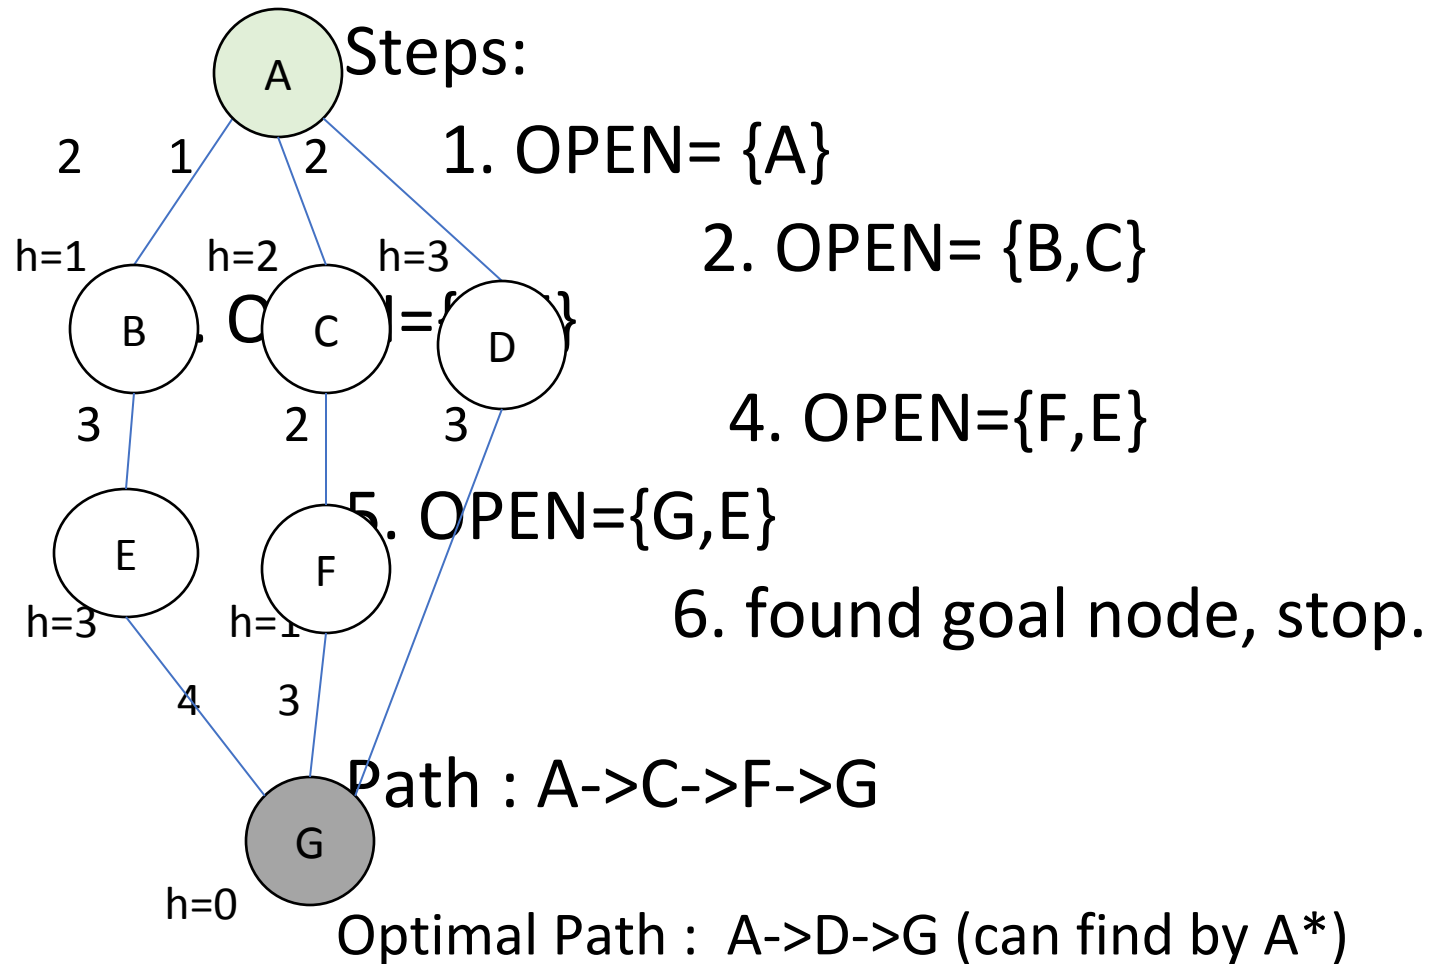 A
Steps:
2 1 2
1. OPEN= {A}
h=1 h=2 h=3
2. OPEN= {B,C}
B C D
3 2 3
4. OPEN={F,E}
5. OPEN={G,E}
E F
h=3 h=1
6. found goal node, stop.
4 3
Path : A->C->F->G
G
h=0
Optimal Path : A->D->G (can find by A*)